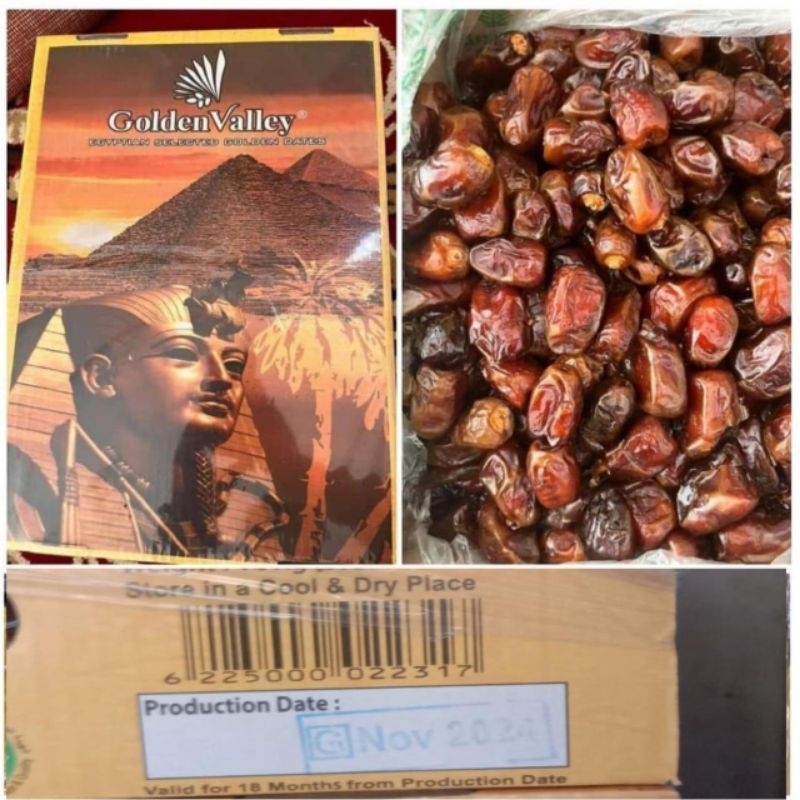 GoldenValley®
EGYPTIAN SELECTED GOLDEN DATES
Store in a Cool & Dry Place
6 225000 022317
Production Date :
G Nov 2024
Valid for 18 Months from Production Date